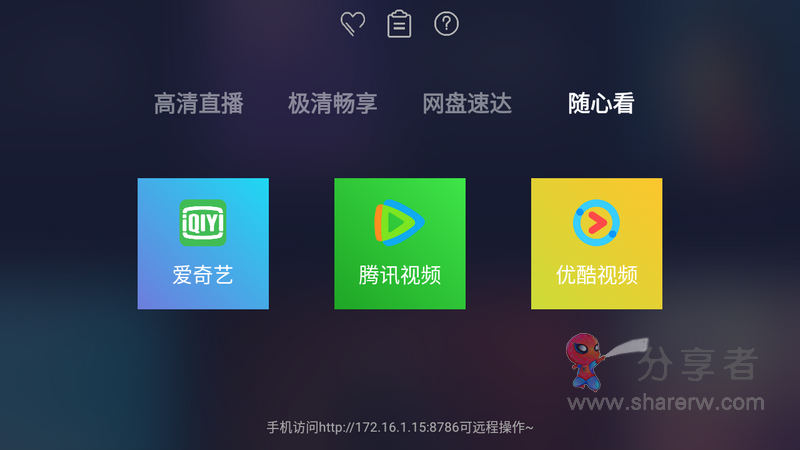 高清直播 极清畅享 网盘速达 随心看
iQIYI
爱奇艺 腾讯视频 优酷视频
分享者
www.sharerw.com
手机访问http://172.16.1.15:8786可远程操作~